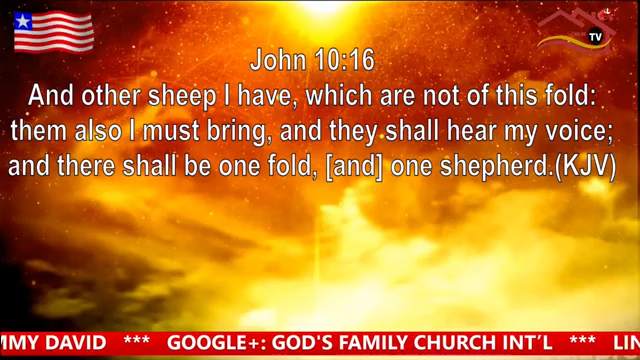 TV
John 10:16
And other sheep I have, which are not of this fold:
them also I must bring, and they shall hear my voice;
and there shall be one fold, [and] one shepherd.(KJV)
MMY DAVID *** GOOGLE+: GOD'S FAMILY CHURCH INT'L *** LIN